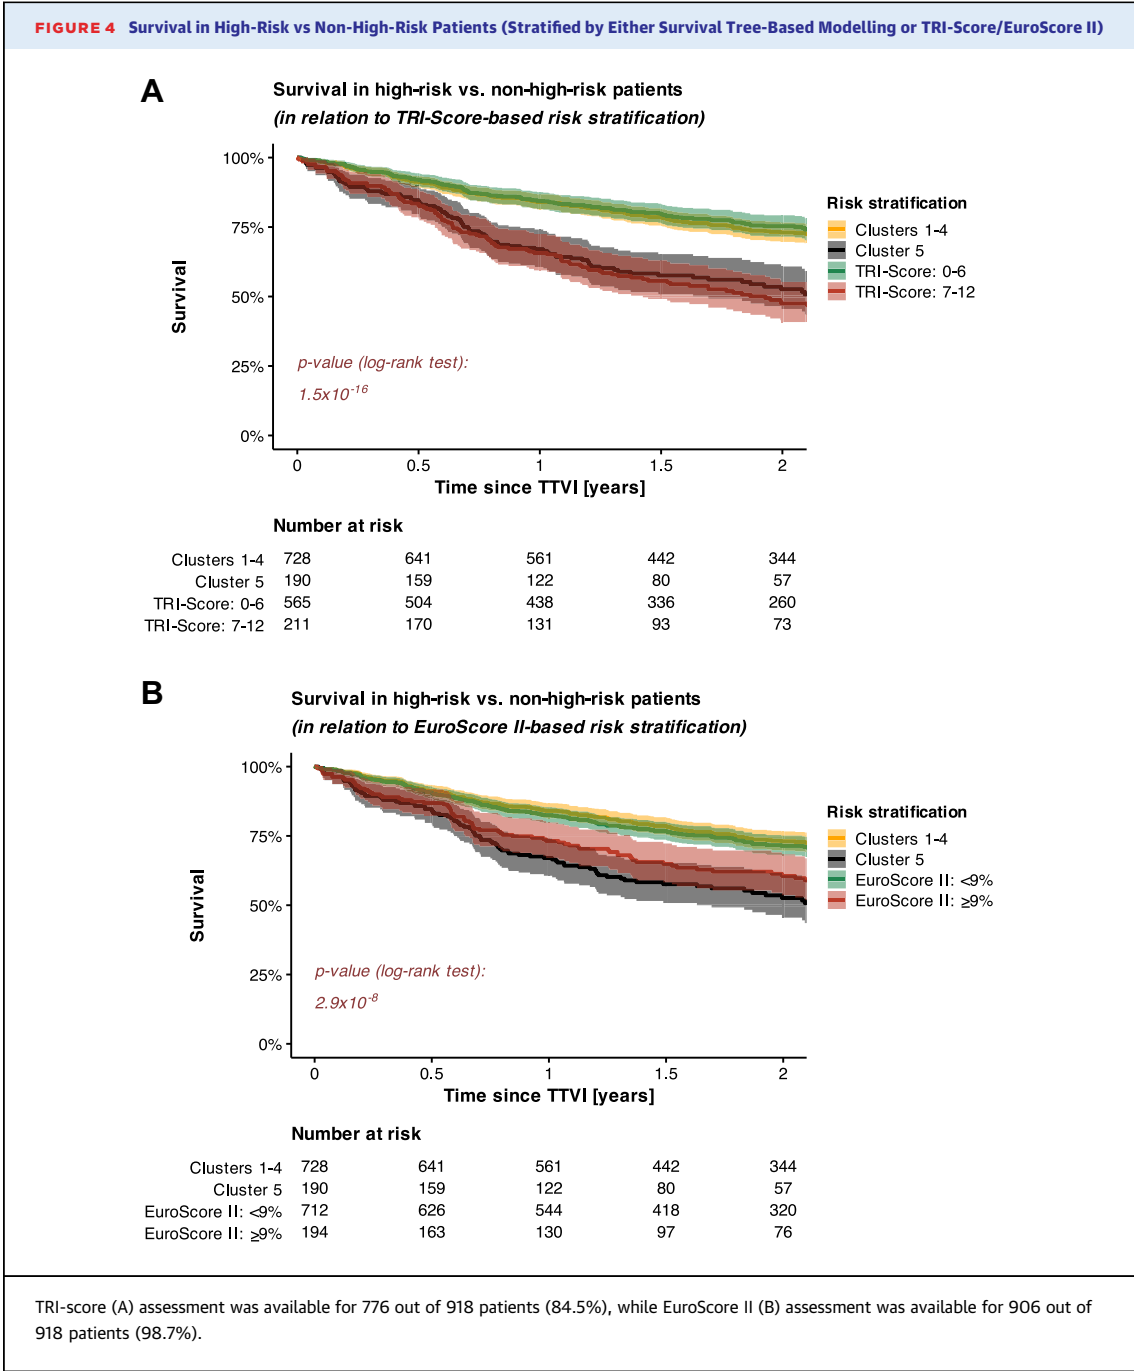 FIGURE 4 Survival in High-Risk vs Non-High-Risk Patients (Stratified by Either Survival Tree-Based Modelling or TRI-Score/EuroScore II)
A
Survival in high-risk vs. non-high-risk patients
(in relation to TRI-Score-based risk stratification)
100%
75%
50%
25%
0%
Survival
p-value (log-rank test):
1.5x10⁻¹⁶
0 0.5 1 1.5 2
Time since TTVI [years]
Risk stratification
Clusters 1-4
Cluster 5
TRI-Score: 0-6
TRI-Score: 7-12
Number at risk
Clusters 1-4 728 641 561 442 344
Cluster 5 190 159 122 80 57
TRI-Score: 0-6 565 504 438 336 260
TRI-Score: 7-12 211 170 131 93 73
B
Survival in high-risk vs. non-high-risk patients
(in relation to EuroScore II-based risk stratification)
100%
75%
50%
25%
0%
Survival
p-value (log-rank test):
2.9x10⁻⁸
0 0.5 1 1.5 2
Time since TTVI [years]
Risk stratification
Clusters 1-4
Cluster 5
EuroScore II: <9%
EuroScore II: ≥9%
Number at risk
Clusters 1-4 728 641 561 442 344
Cluster 5 190 159 122 80 57
EuroScore II: <9% 712 626 544 418 320
EuroScore II: ≥9% 194 163 130 97 76
TRI-score (A) assessment was available for 776 out of 918 patients (84.5%), while EuroScore II (B) assessment was available for 906 out of
918 patients (98.7%).